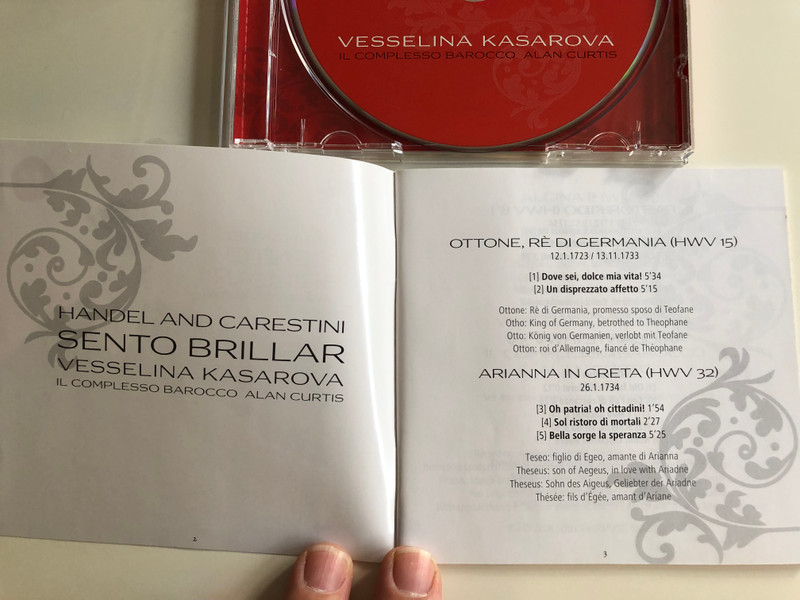 VESSELINA KASAROVA
IL COMPLESSO BAROCCO ALAN CURTIS
HANDEL AND CARESTINI
SENTO BRILLAR
VESSELINA KASAROVA
IL COMPLESSO BAROCCO ALAN CURTIS
2
OTTONE, RÈ DI GERMANIA (HWV 15)
12.1.1723 / 13.11.1733
[1] Dove sei, dolce mia vita! 5'34
[2] Un disprezzato affetto 5'15
Ottone: Rè di Germania, promesso sposo di Teofane
Otho: King of Germany, betrothed to Theophane
Otto: König von Germanien, verlobt mit Teofane
Otton: roi d'Allemagne, fiancé de Théophane
ARIANNA IN CRETA (HWV 32)
26.1.1734
[3] Oh patria! oh cittadini! 1'54
[4] Sol ristoro di mortali 2'27
[5] Bella sorge la speranza 5'25
Teseo: figlio di Egeo, amante di Arianna
Theseus: son of Aegeus, in love with Ariadne
Theseus: Sohn des Aigeus, Geliebter der Ariadne
Thésée: fils d'Égée, amant d'Ariane
3